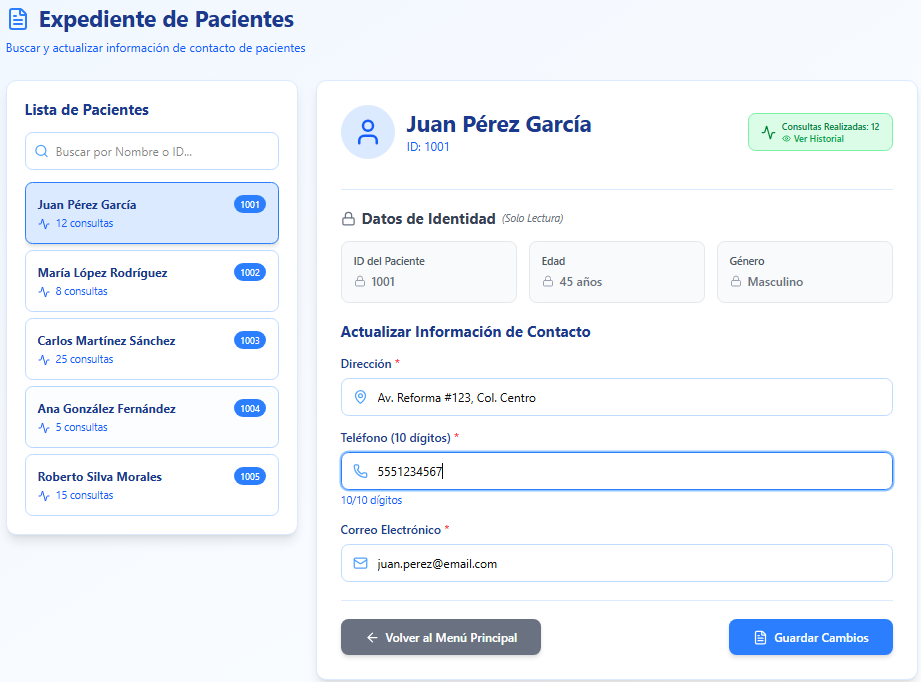 Expediente de Pacientes
Buscar y actualizar información de contacto de pacientes
Lista de Pacientes
Buscar por Nombre o ID...
Juan Pérez García 1001
12 consultas
María López Rodríguez 1002
8 consultas
Carlos Martínez Sánchez 1003
25 consultas
Ana González Fernández 1004
5 consultas
Roberto Silva Morales 1005
15 consultas
Juan Pérez García
ID: 1001
Consultas Realizadas: 12
Ver Historial
Datos de Identidad (Solo Lectura)
ID del Paciente
1001
Edad
45 años
Género
Masculino
Actualizar Información de Contacto
Dirección *
Av. Reforma #123, Col. Centro
Teléfono (10 dígitos) *
5551234567
10/10 dígitos
Correo Electrónico *
juan.perez@email.com
Volver al Menú Principal
Guardar Cambios